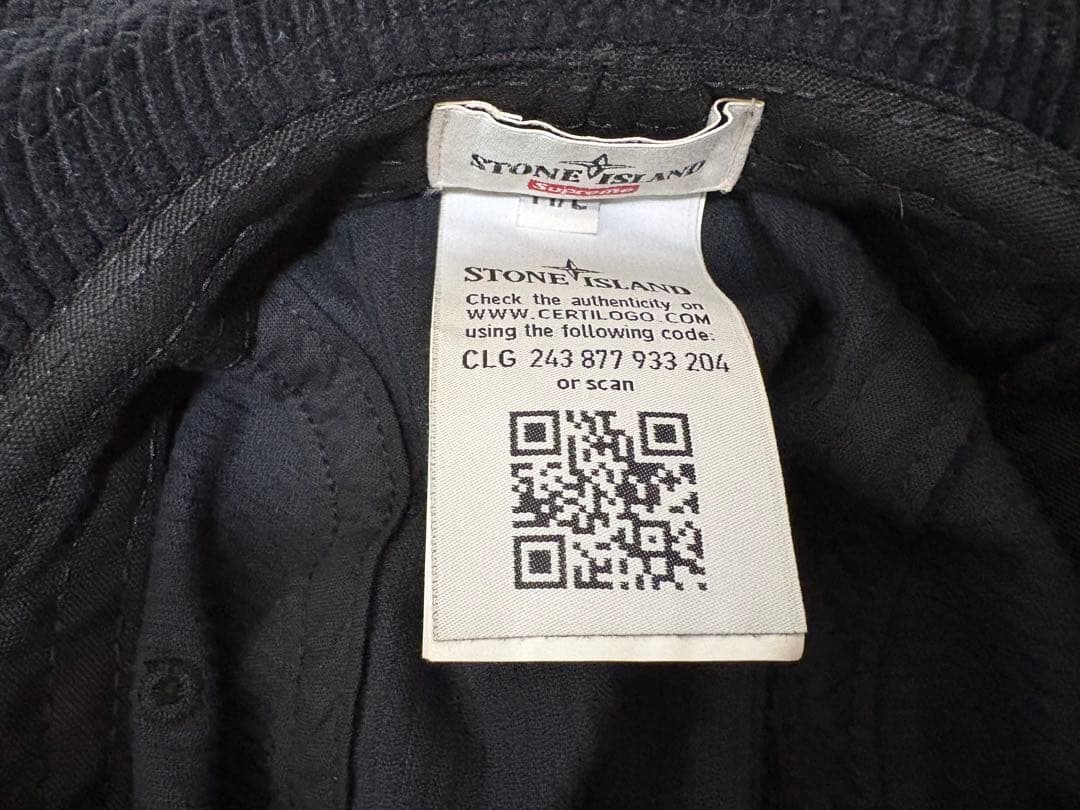 STONE ISLAND
Supreme
M/L
STONE ISLAND
Check the authenticity on
WWW.CERTILOGO.COM
using the following code:
CLG 243 877 933 204
or scan